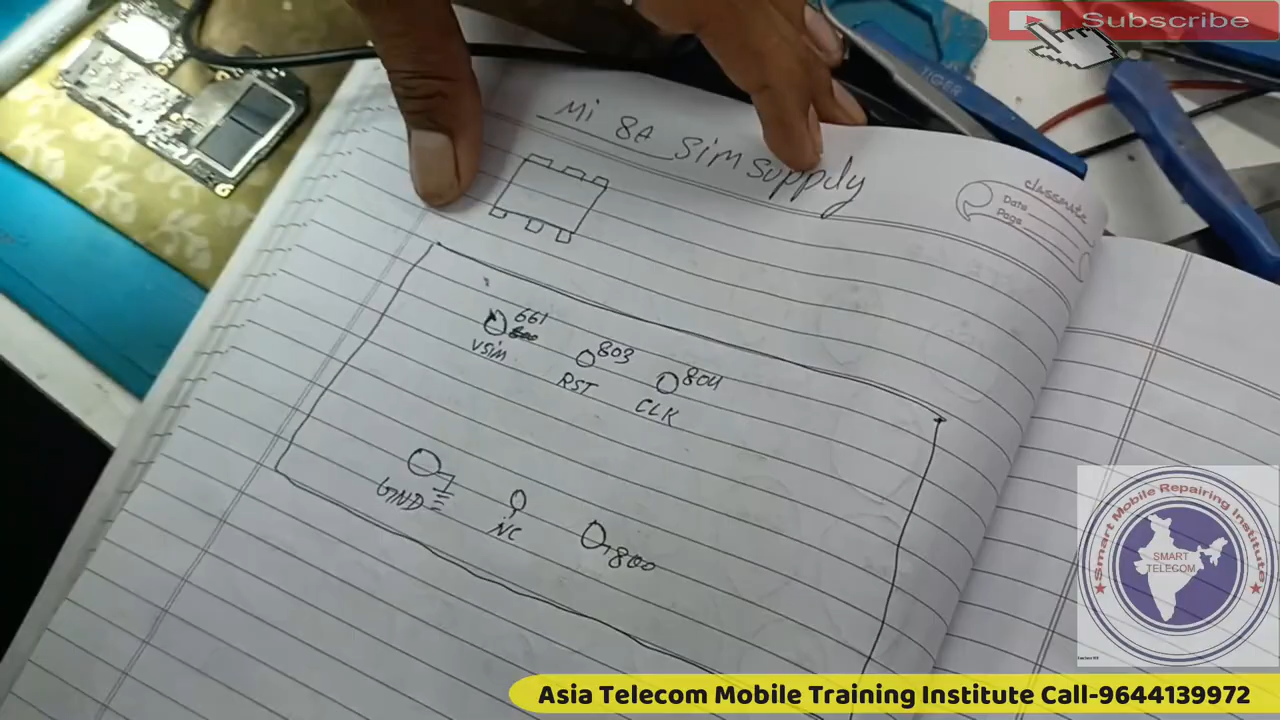 Subscribe
TIGER
Mi 8A Sim Supply
classmate
Date
Page
661
VSIM
803
RST
804
CLK
GND
NC
800
Smart Mobile Repairing Institute
SMART
TELECOM
Asia Telecom Mobile Training Institute Call-9644139972